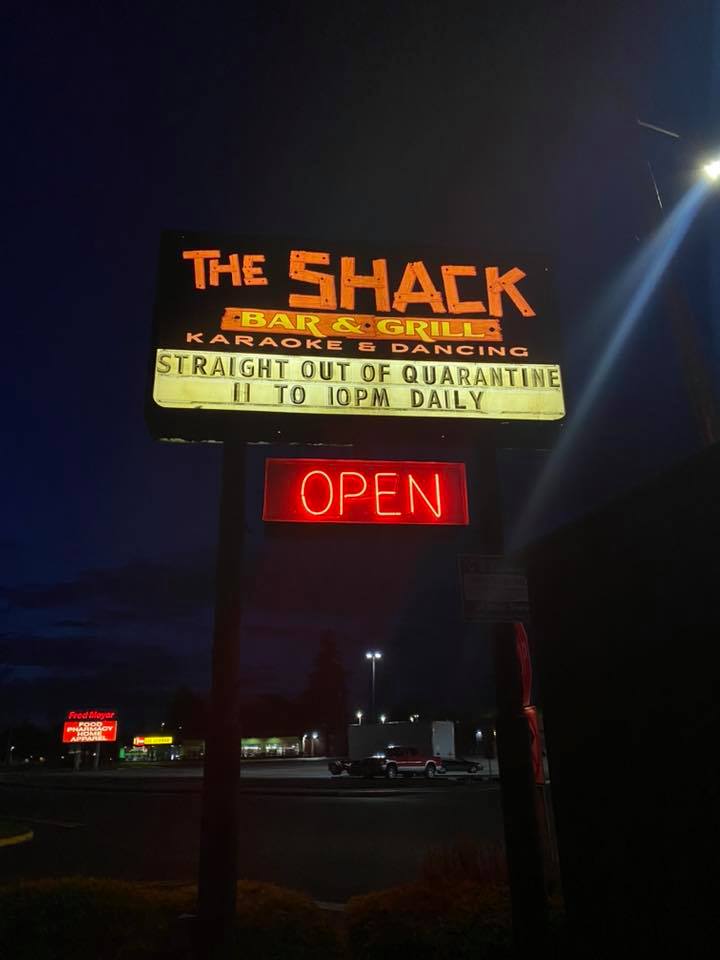 THE SHACK
BAR & GRILL
KARAOKE & DANCING
STRAIGHT OUT OF QUARANTINE
11 TO 10PM DAILY
OPEN
Fred Meyer
FOOD
PHARMACY
HOME
APPAREL